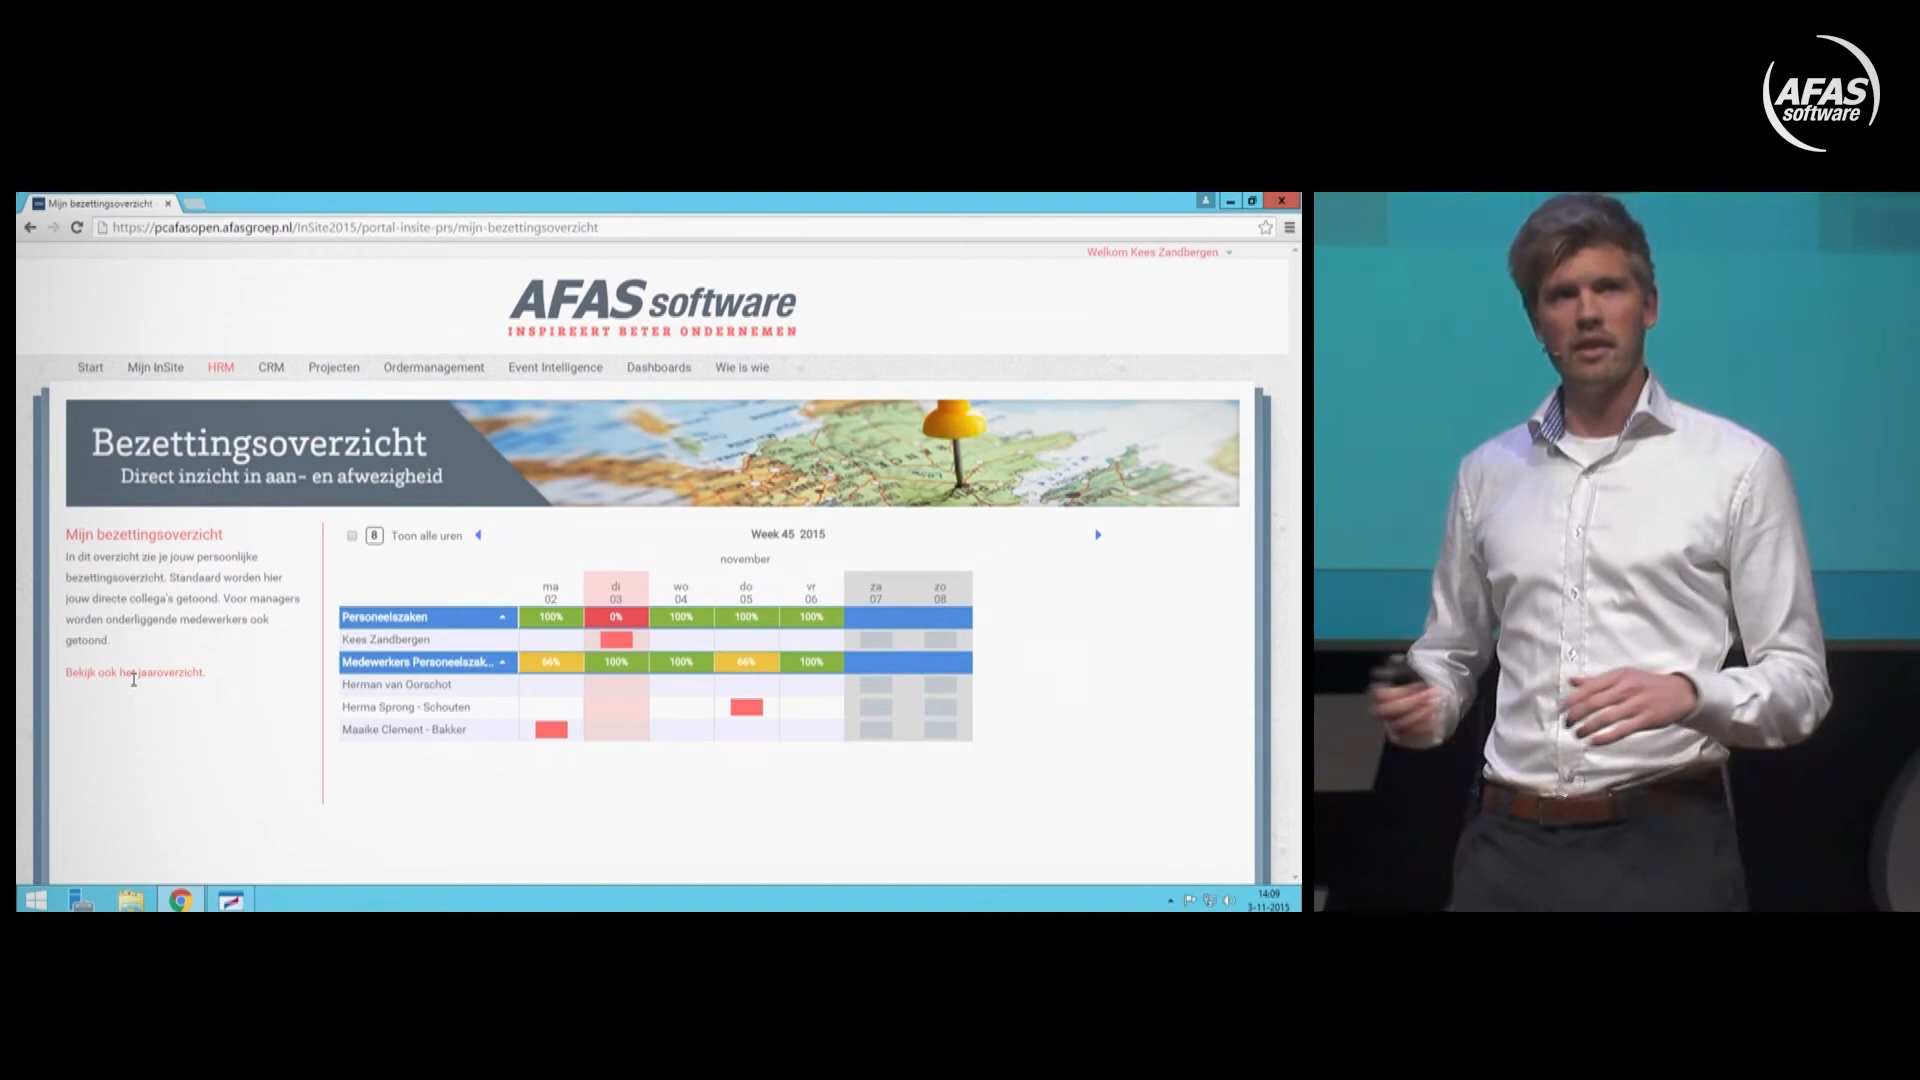 AFAS
software
Mijn bezettingsoverzicht
https://pcafasopen.afasgroep.nl/InSite2015/portal-insite-prs/mijn-bezettingsoverzicht
Welkom Kees Zandbergen
AFAS software
INSPIREERT BETER ONDERNEMEN
Start Mijn InSite HRM CRM Projecten Ordermanagement Event Intelligence Dashboards Wie is wie
Bezettingsoverzicht
Direct inzicht in aan- en afwezigheid
Mijn bezettingsoverzicht
In dit overzicht zie je jouw persoonlijke
bezettingsoverzicht. Standaard worden hier
jouw directe collega's getoond. Voor managers
worden onderliggende medewerkers ook
getoond.
Bekijk ook het jaaroverzicht.
8 Toon alle uren Week 45 2015
november
ma di wo do vr za zo
02 03 04 05 06 07 08
Personeelszaken 100% 0% 100% 100% 100%
Kees Zandbergen
Medewerkers Personeelszak... 66% 100% 100% 66% 100%
Herman van Oorschot
Herma Sprong - Schouten
Maaike Clement - Bakker
14:09
3-11-2015